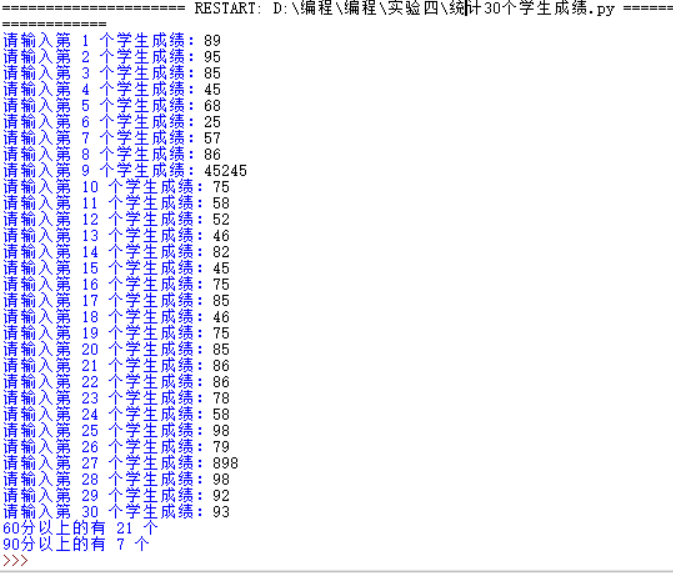 ===================== RESTART: D:\编程\编程\实验四\统计30个学生成绩.py ======
============
请输入第 1 个学生成绩: 89
请输入第 2 个学生成绩: 95
请输入第 3 个学生成绩: 85
请输入第 4 个学生成绩: 45
请输入第 5 个学生成绩: 68
请输入第 6 个学生成绩: 25
请输入第 7 个学生成绩: 57
请输入第 8 个学生成绩: 86
请输入第 9 个学生成绩: 45245
请输入第 10 个学生成绩: 75
请输入第 11 个学生成绩: 58
请输入第 12 个学生成绩: 52
请输入第 13 个学生成绩: 46
请输入第 14 个学生成绩: 82
请输入第 15 个学生成绩: 45
请输入第 16 个学生成绩: 75
请输入第 17 个学生成绩: 85
请输入第 18 个学生成绩: 46
请输入第 19 个学生成绩: 75
请输入第 20 个学生成绩: 85
请输入第 21 个学生成绩: 86
请输入第 22 个学生成绩: 86
请输入第 23 个学生成绩: 78
请输入第 24 个学生成绩: 58
请输入第 25 个学生成绩: 98
请输入第 26 个学生成绩: 79
请输入第 27 个学生成绩: 898
请输入第 28 个学生成绩: 98
请输入第 29 个学生成绩: 92
请输入第 30 个学生成绩: 93
60分以上的有 21 个
90分以上的有 7 个
>>>